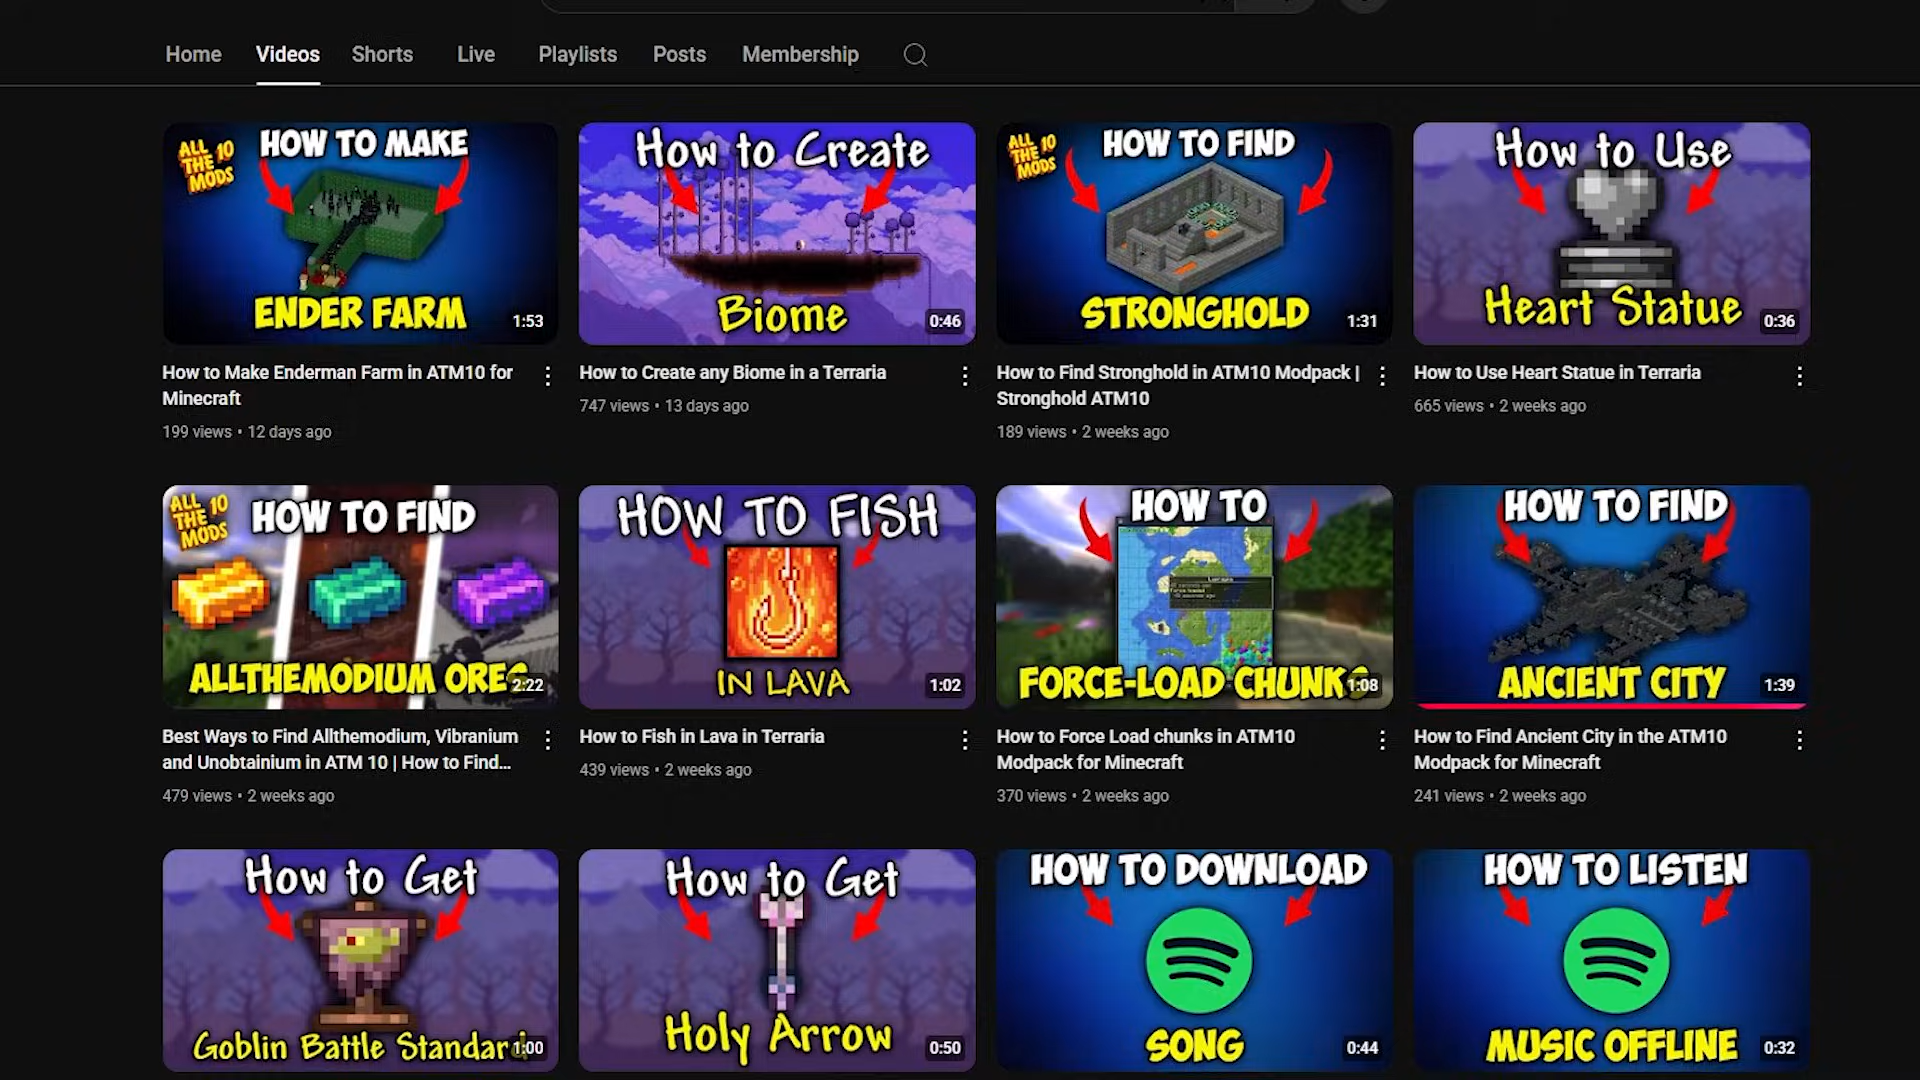 Home Videos Shorts Live Playlists Posts Membership
ALL THE 10 MODS
HOW TO MAKE
ENDER FARM
1:53
How to Create
Biome
0:46
ALL THE 10 MODS
HOW TO FIND
STRONGHOLD
1:31
How to Use
Heart Statue
0:36
How to Make Enderman Farm in ATM10 for
Minecraft
199 views • 12 days ago
How to Create any Biome in a Terraria
747 views • 13 days ago
How to Find Stronghold in ATM10 Modpack |
Stronghold ATM10
189 views • 2 weeks ago
How to Use Heart Statue in Terraria
665 views • 2 weeks ago
ALL THE 10 MODS
HOW TO FIND
ALLTHEMODIUM ORES
2:22
HOW TO FISH
IN LAVA
1:02
HOW TO
FORCE-LOAD CHUNKS
1:08
HOW TO FIND
ANCIENT CITY
1:39
Best Ways to Find Allthemodium, Vibranium
and Unobtainium in ATM 10 | How to Find...
479 views • 2 weeks ago
How to Fish in Lava in Terraria
439 views • 2 weeks ago
How to Force Load chunks in ATM10
Modpack for Minecraft
370 views • 2 weeks ago
How to Find Ancient City in the ATM10
Modpack for Minecraft
241 views • 2 weeks ago
How to Get
Goblin Battle Standard
1:00
How to Get
Holy Arrow
0:50
HOW TO DOWNLOAD
SONG
0:44
HOW TO LISTEN
MUSIC OFFLINE
0:32